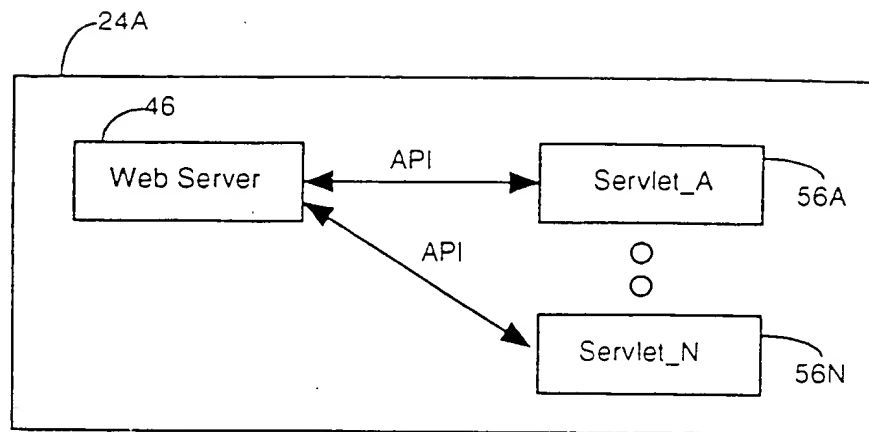 24A
46
Web Server
API
Servlet_A
56A
API
Servlet_N
56N